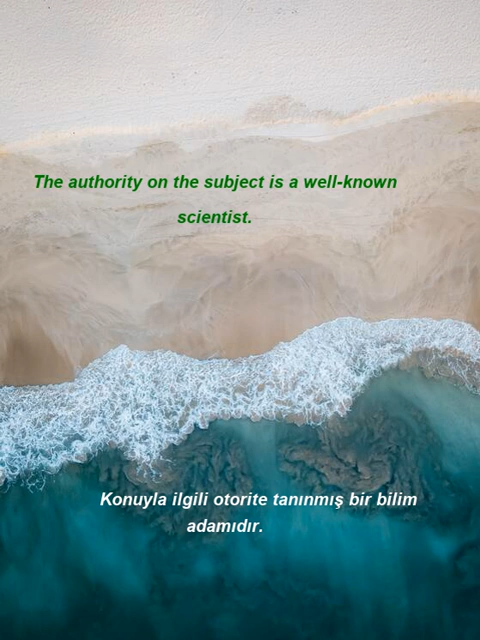 The authority on the subject is a well-known
scientist.
Konuyla ilgili otorite tanınmış bir bilim
adamıdır.